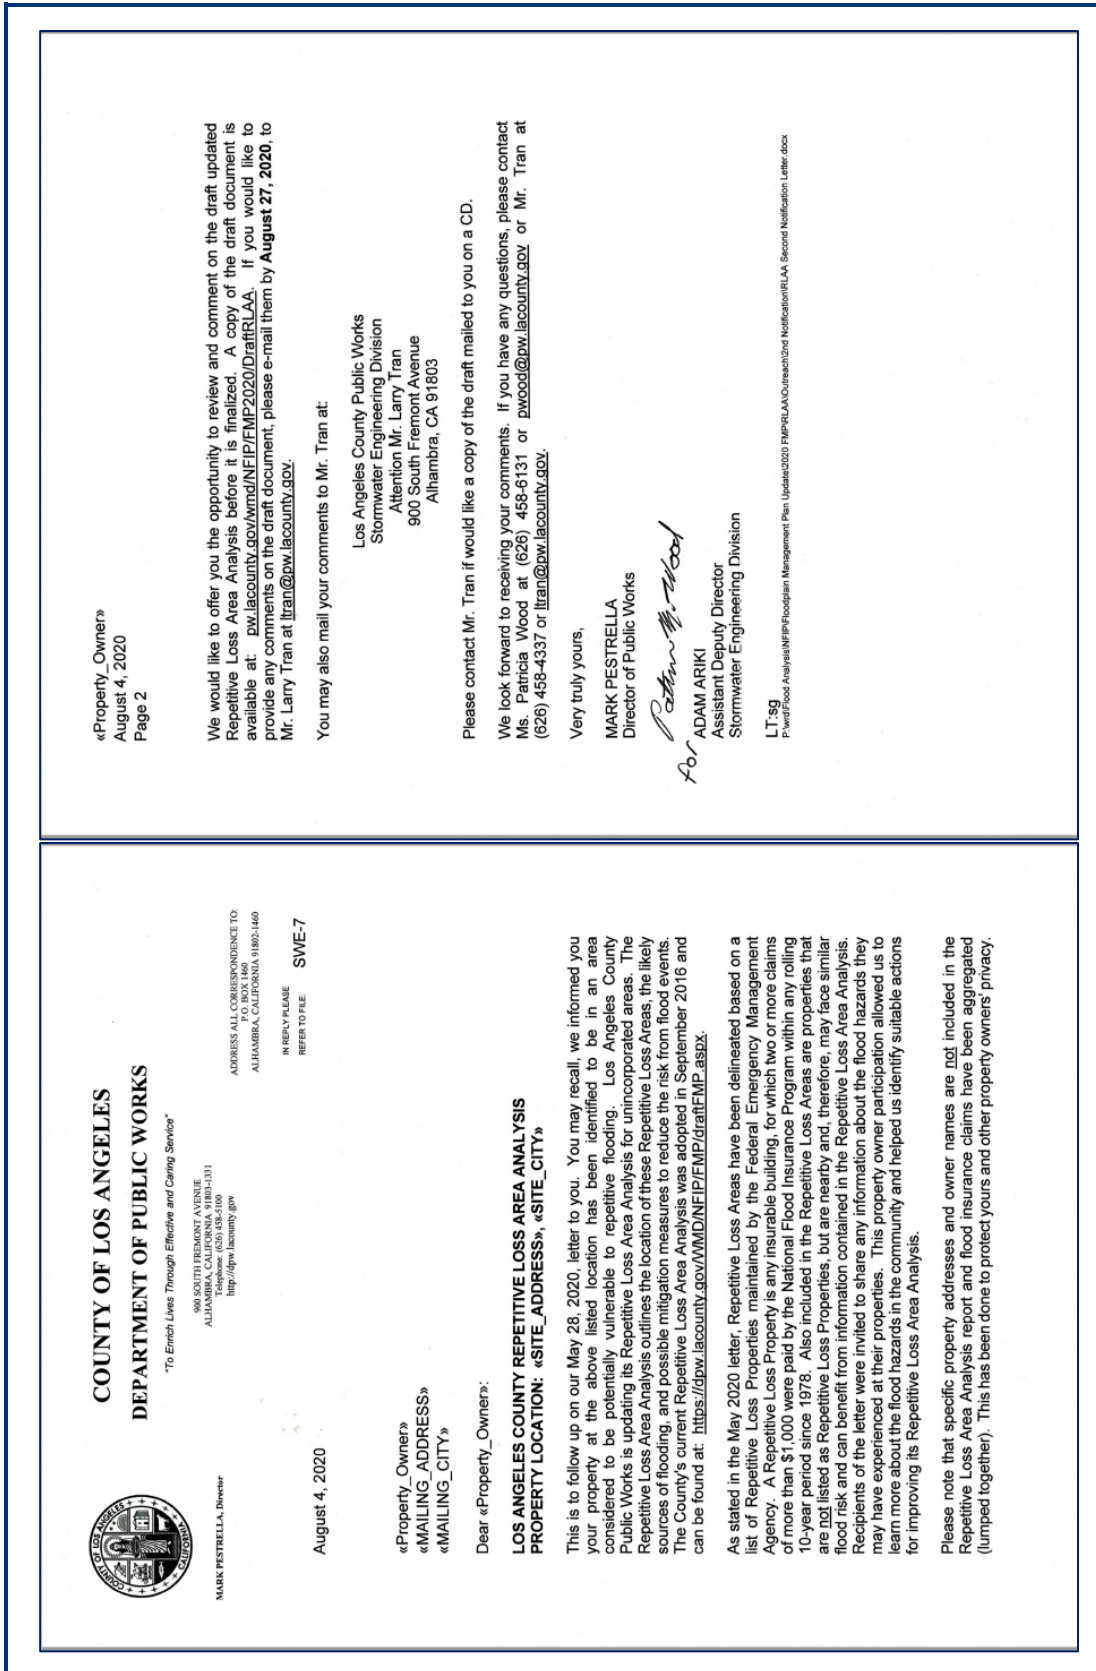 COUNTY OF LOS ANGELES
DEPARTMENT OF PUBLIC WORKS
"To Enrich Lives Through Effective and Caring Service"
COUNTY OF LOS ANGELES
CALIFORNIA
MARK PESTRELLA, Director
900 SOUTH FREMONT AVENUE
ALHAMBRA, CALIFORNIA 91803-1331
Telephone: (626) 458-5100
http://dpw.lacounty.gov
ADDRESS ALL CORRESPONDENCE TO:
P.O. BOX 1460
ALHAMBRA, CALIFORNIA 91802-1460
August 4, 2020
IN REPLY PLEASE
REFER TO FILE: SWE-7
«Property_Owner»
«MAILING_ADDRESS»
«MAILING_CITY»
Dear «Property_Owner»:
LOS ANGELES COUNTY REPETITIVE LOSS AREA ANALYSIS
PROPERTY LOCATION: «SITE_ADDRESS», «SITE_CITY»
This is to follow up on our May 28, 2020, letter to you. You may recall, we informed you
your property at the above listed location has been identified to be in an area
considered to be potentially vulnerable to repetitive flooding. Los Angeles County
Public Works is updating its Repetitive Loss Area Analysis for unincorporated areas. The
Repetitive Loss Area Analysis outlines the location of these Repetitive Loss Areas, the likely
sources of flooding, and possible mitigation measures to reduce the risk from flood events.
The County's current Repetitive Loss Area Analysis was adopted in September 2016 and
can be found at: https://dpw.lacounty.gov/WMD/NFIP/FMP/draftFMP.aspx.
As stated in the May 2020 letter, Repetitive Loss Areas have been delineated based on a
list of Repetitive Loss Properties maintained by the Federal Emergency Management
Agency. A Repetitive Loss Property is any insurable building, for which two or more claims
of more than $1,000 were paid by the National Flood Insurance Program within any rolling
10-year period since 1978. Also included in the Repetitive Loss Areas are properties that
are not listed as Repetitive Loss Properties, but are nearby and, therefore, may face similar
flood risk and can benefit from information contained in the Repetitive Loss Area Analysis.
Recipients of the letter were invited to share any information about the flood hazards they
may have experienced at their properties. This property owner participation allowed us to
learn more about the flood hazards in the community and helped us identify suitable actions
for improving its Repetitive Loss Area Analysis.
Please note that specific property addresses and owner names are not included in the
Repetitive Loss Area Analysis report and flood insurance claims have been aggregated
(lumped together). This has been done to protect yours and other property owners' privacy.
«Property_Owner»
August 4, 2020
Page 2
We would like to offer you the opportunity to review and comment on the draft updated
Repetitive Loss Area Analysis before it is finalized. A copy of the draft document is
available at: pw.lacounty.gov/wmd/NFIP/FMP2020/DraftRLAA. If you would like to
provide any comments on the draft document, please e-mail them by August 27, 2020, to
Mr. Larry Tran at ltran@pw.lacounty.gov.
You may also mail your comments to Mr. Tran at:
Los Angeles County Public Works
Stormwater Engineering Division
Attention Mr. Larry Tran
900 South Fremont Avenue
Alhambra, CA 91803
Please contact Mr. Tran if would like a copy of the draft mailed to you on a CD.
We look forward to receiving your comments. If you have any questions, please contact
Ms. Patricia Wood at (626) 458-6131 or pwood@pw.lacounty.gov or Mr. Tran at
(626) 458-4337 or ltran@pw.lacounty.gov.
Very truly yours,
MARK PESTRELLA
Director of Public Works
for
ADAM ARIKI
Assistant Deputy Director
Stormwater Engineering Division
LT:sg
P:\wrd\Flood Analysis\NFIP\Floodplain Management Plan Update\2020 FMP\RLAA\Outreach\2nd Notification\RLAA Second Notification Letter.docx